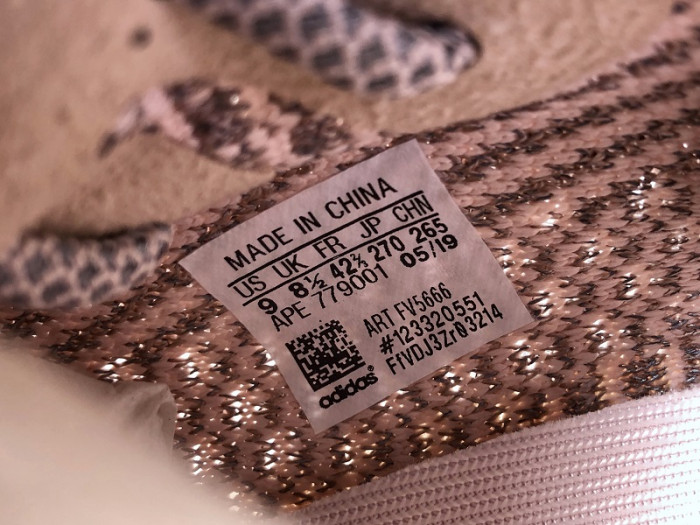 MADE IN CHINA
US UK FR JP CHN
9 8½ 42⅔ 270 265
APE 779001 05/19
ART FV5666
#123320551
FfVDJ3Zr03214
adidas®